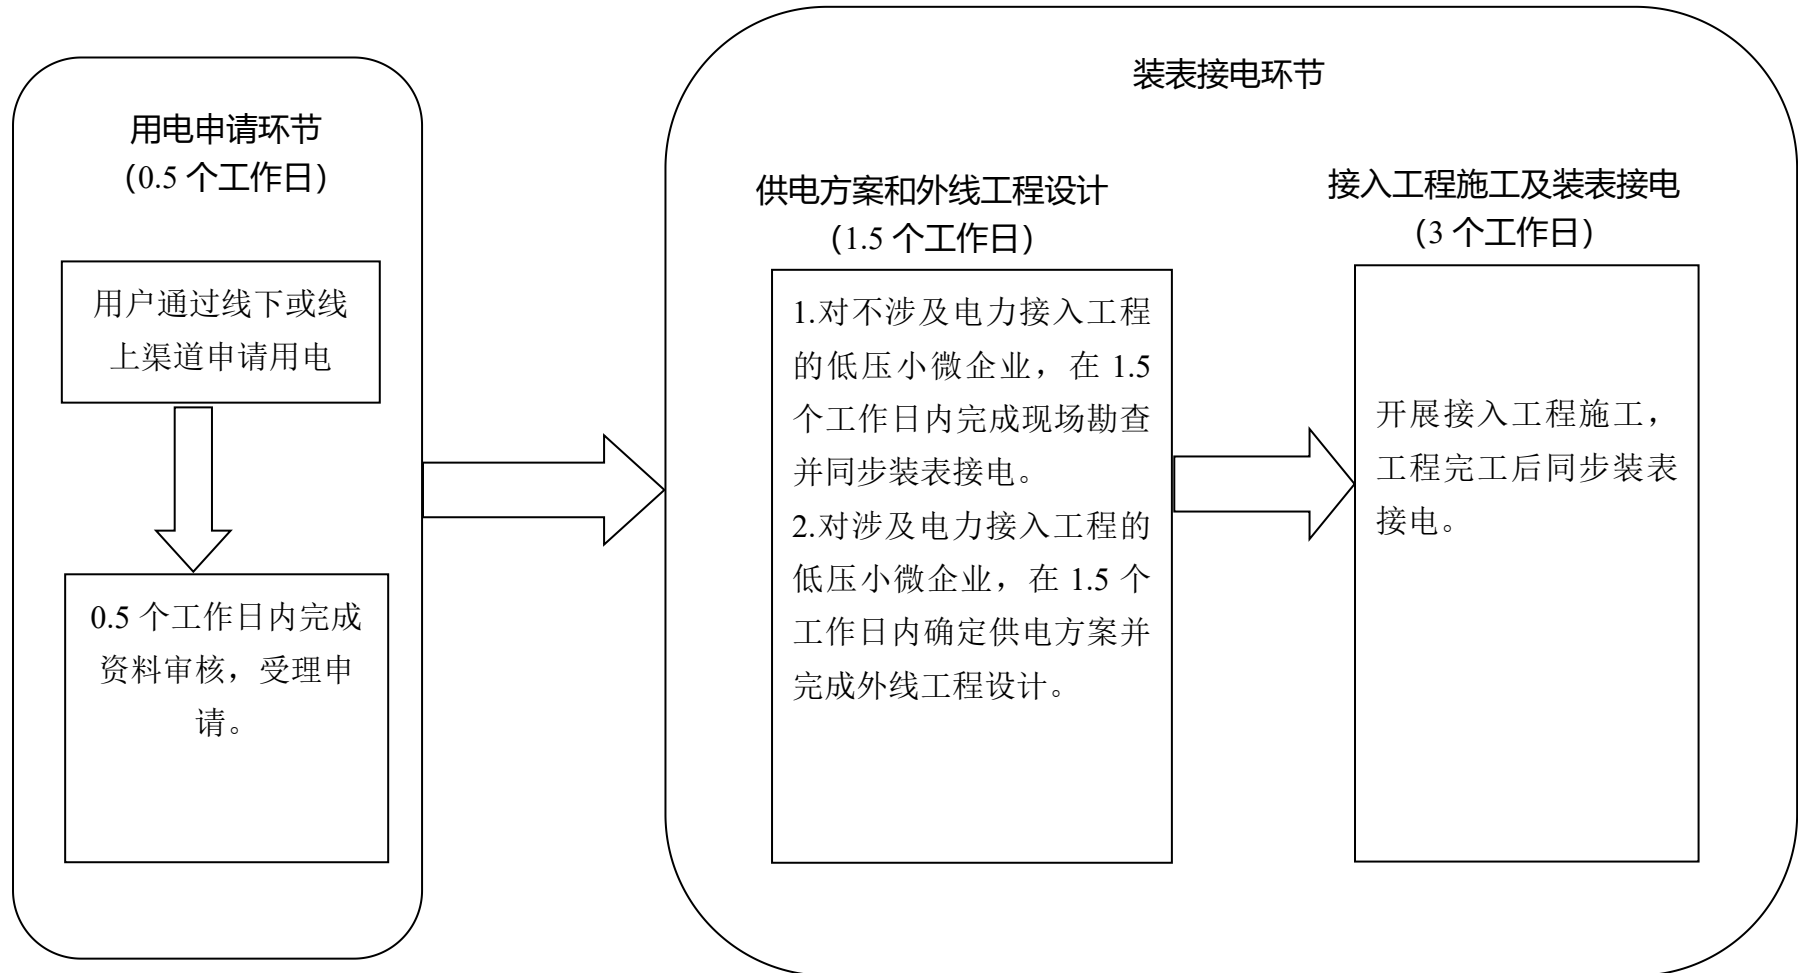 用电申请环节
（0.5 个工作日）
用户通过线下或线
上渠道申请用电
0.5 个工作日内完成
资料审核，受理申
请。
装表接电环节
供电方案和外线工程设计
（1.5 个工作日）
1.对不涉及电力接入工程
的低压小微企业，在 1.5
个工作日内完成现场勘查
并同步装表接电。
2.对涉及电力接入工程的
低压小微企业，在 1.5 个
工作日内确定供电方案并
完成外线工程设计。
接入工程施工及装表接电
（3 个工作日）
开展接入工程施工，
工程完工后同步装表
接电。